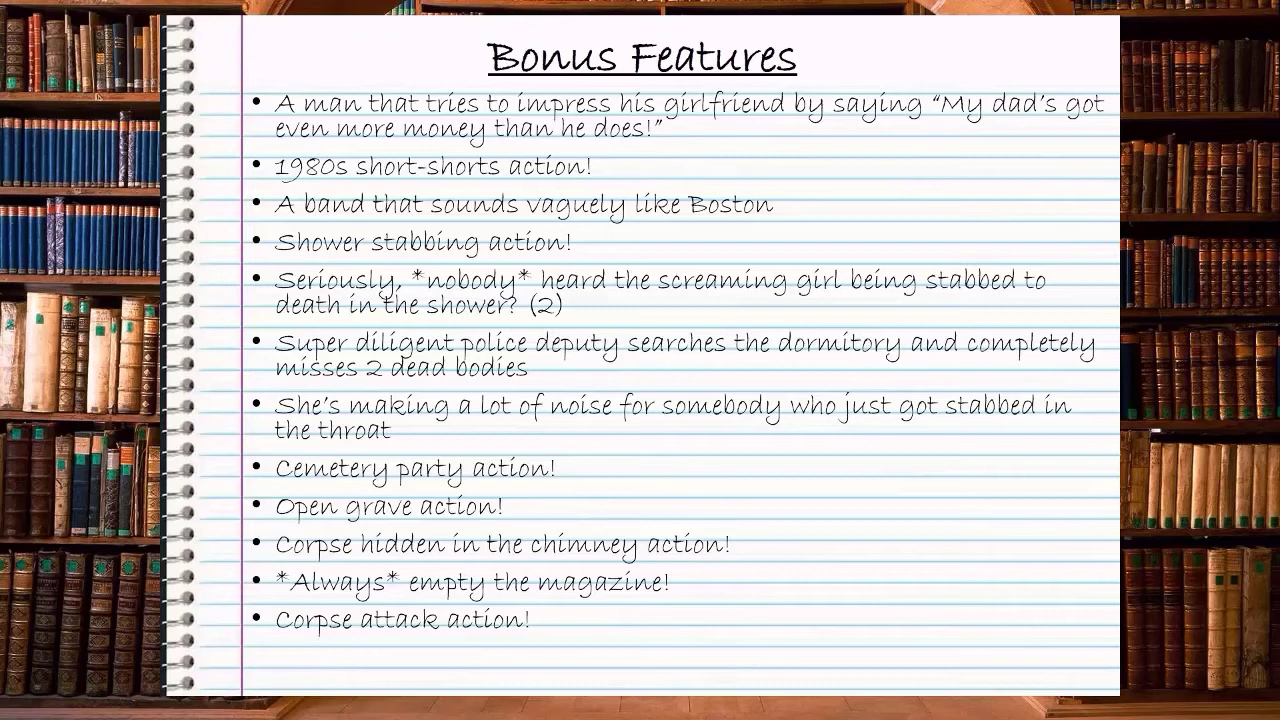 Bonus Features
• A man that tries to impress his girlfriend by saying “My dad’s got
even more money than he does!”
• 1980s short-shorts action!
• A band that sounds vaguely like Boston
• Shower stabbing action!
• Seriously, *nobody* heard the screaming girl being stabbed to
death in the shower? (2)
• Super diligent police deputy searches the dormitory and completely
misses 2 dead bodies
• She’s making a lot of noise for somebody who just got stabbed in
the throat
• Cemetery party action!
• Open grave action!
• Corpse hidden in the chimney action!
• *Always* empty the magazine!
• Corpse attack action!